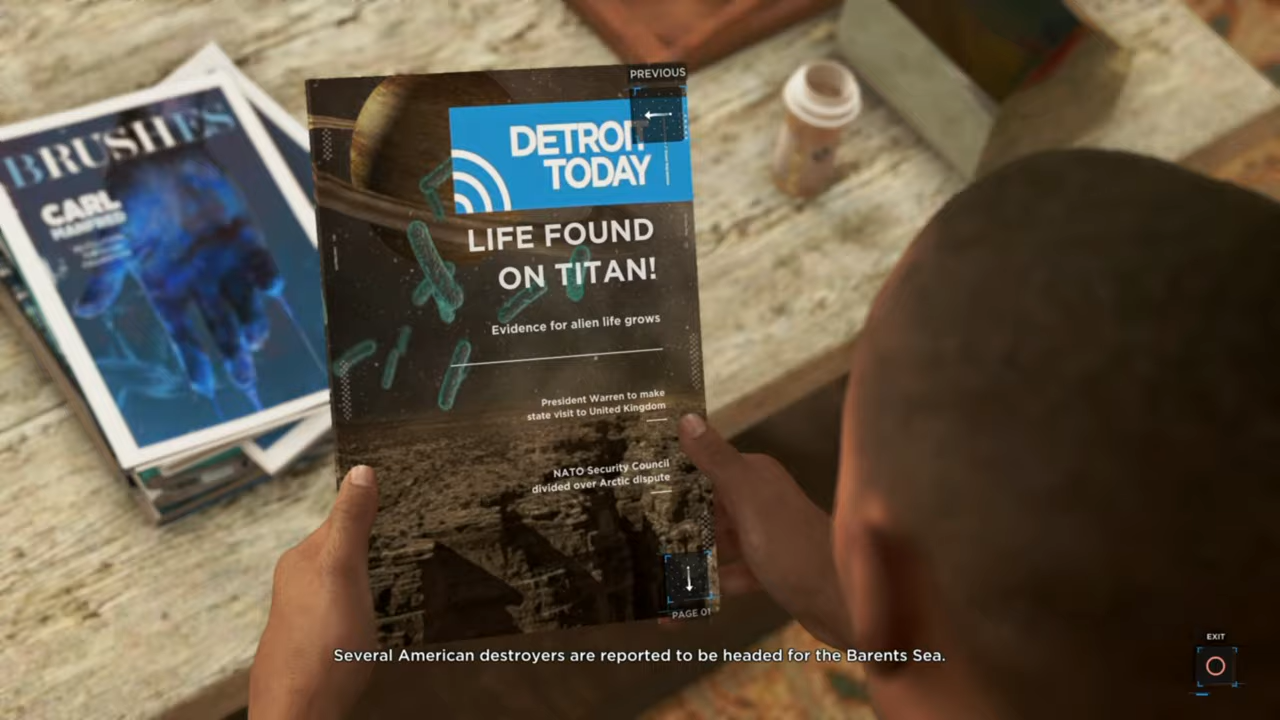 PREVIOUS
BRUSHES
CARL
MANFRED
DETROIT
TODAY
LIFE FOUND
ON TITAN!
Evidence for alien life grows
President Warren to make
state visit to United Kingdom
NATO Security Council
divided over Arctic dispute
PAGE 01
Several American destroyers are reported to be headed for the Barents Sea.
EXIT